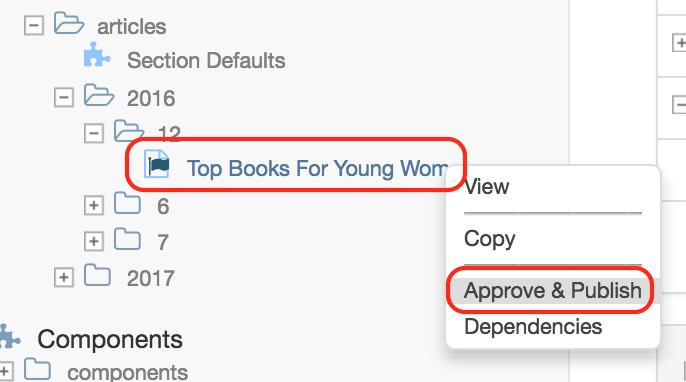 articles
Section Defaults
2016
12
Top Books For Young Wom
View
6
Copy
7
2017
Approve & Publish
Dependencies
Components
components